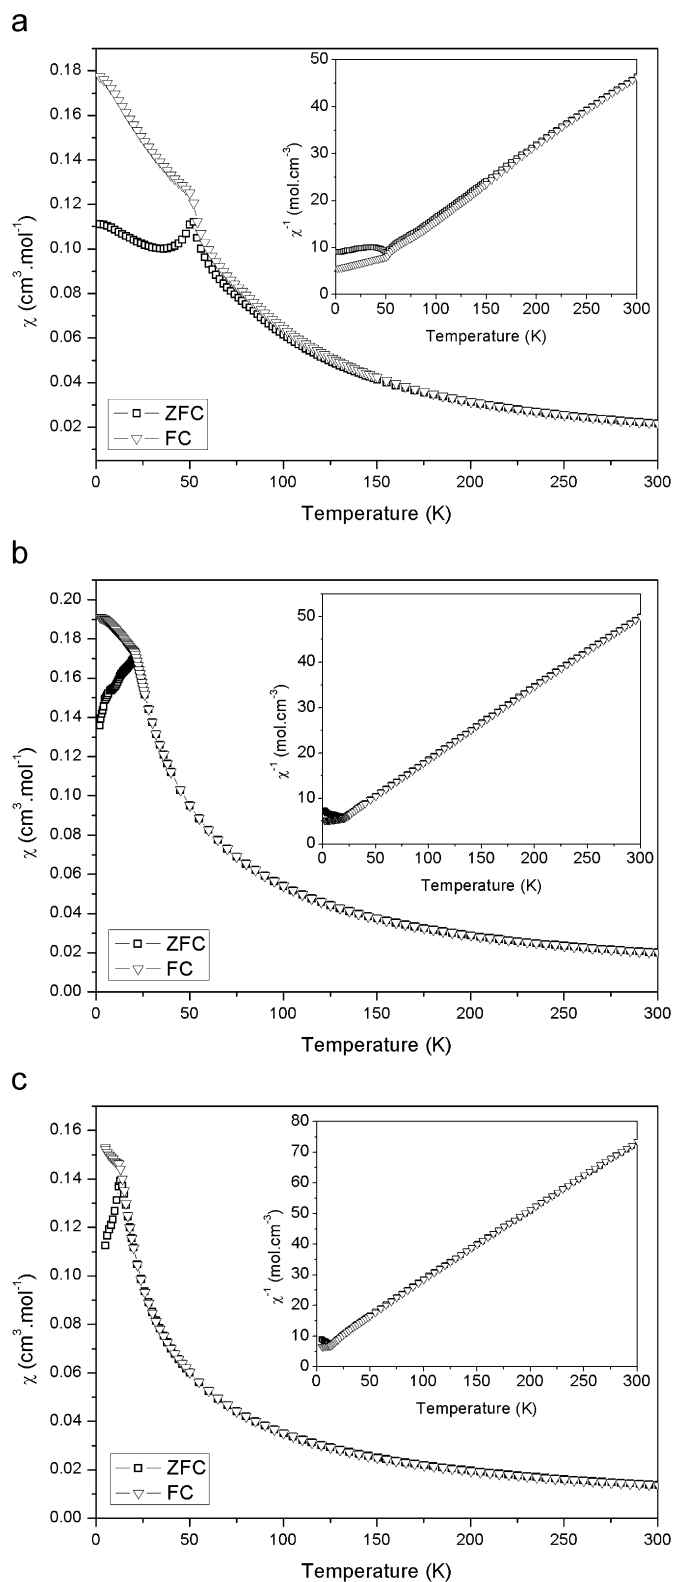 a
0.18
0.16
0.14
0.12
0.10
0.08
0.06
0.04
0.02
χ (cm³.mol⁻¹)
ZFC
FC
0 50 100 150 200 250 300
Temperature (K)
50
40
30
20
10
0
χ⁻¹ (mol.cm⁻³)
0 50 100 150 200 250 300
Temperature (K)
b
0.20
0.18
0.16
0.14
0.12
0.10
0.08
0.06
0.04
0.02
0.00
χ (cm³.mol⁻¹)
ZFC
FC
0 50 100 150 200 250 300
Temperature (K)
50
40
30
20
10
0
χ⁻¹ (mol.cm⁻³)
0 50 100 150 200 250 300
Temperature (K)
c
0.16
0.14
0.12
0.10
0.08
0.06
0.04
0.02
0.00
χ (cm³.mol⁻¹)
ZFC
FC
0 50 100 150 200 250 300
Temperature (K)
80
70
60
50
40
30
20
10
0
χ⁻¹ (mol.cm⁻³)
0 50 100 150 200 250 300
Temperature (K)